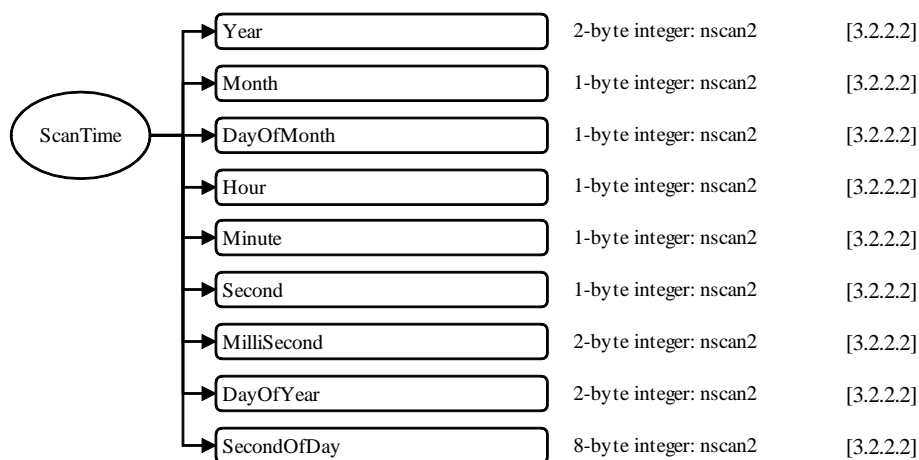 Year 2-byte integer: nscan2 [3.2.2.2]
Month 1-byte integer: nscan2 [3.2.2.2]
ScanTime DayOfMonth 1-byte integer: nscan2 [3.2.2.2]
Hour 1-byte integer: nscan2 [3.2.2.2]
Minute 1-byte integer: nscan2 [3.2.2.2]
Second 1-byte integer: nscan2 [3.2.2.2]
MilliSecond 2-byte integer: nscan2 [3.2.2.2]
DayOfYear 2-byte integer: nscan2 [3.2.2.2]
SecondOfDay 8-byte integer: nscan2 [3.2.2.2]